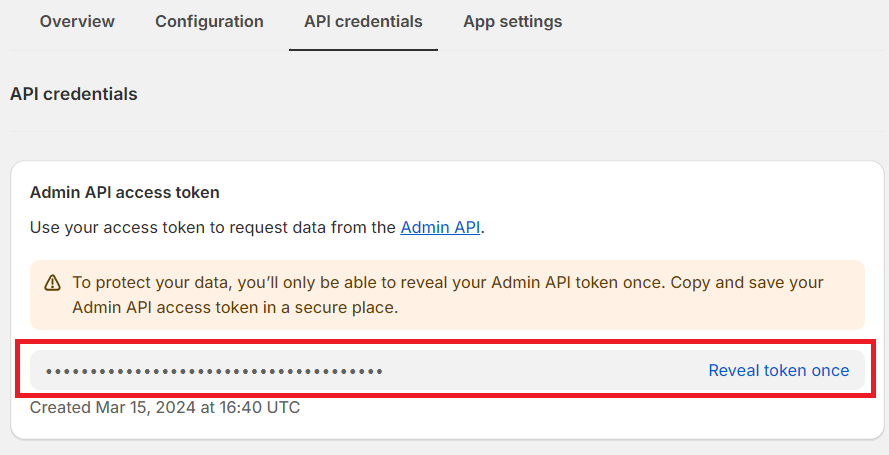 Overview Configuration API credentials App settings
API credentials
Admin API access token
Use your access token to request data from the Admin API.
To protect your data, you’ll only be able to reveal your Admin API token once. Copy and save your
Admin API access token in a secure place.
•••••••••••••••••••••••••••••••••••••• Reveal token once
Created Mar 15, 2024 at 16:40 UTC